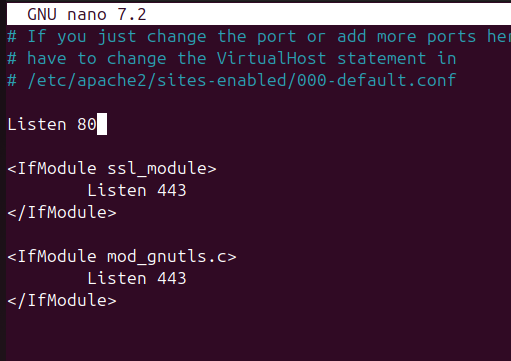 GNU nano 7.2
# If you just change the port or add more ports her
# have to change the VirtualHost statement in
# /etc/apache2/sites-enabled/000-default.conf
Listen 80
<IfModule ssl_module>
Listen 443
</IfModule>
<IfModule mod_gnutls.c>
Listen 443
</IfModule>